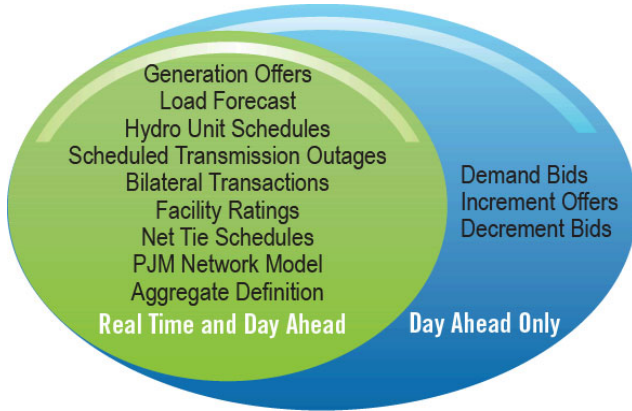 Generation Offers
Load Forecast
Hydro Unit Schedules
Scheduled Transmission Outages
Bilateral Transactions
Facility Ratings
Net Tie Schedules
PJM Network Model
Aggregate Definition
Real Time and Day Ahead
Demand Bids
Increment Offers
Decrement Bids
Day Ahead Only